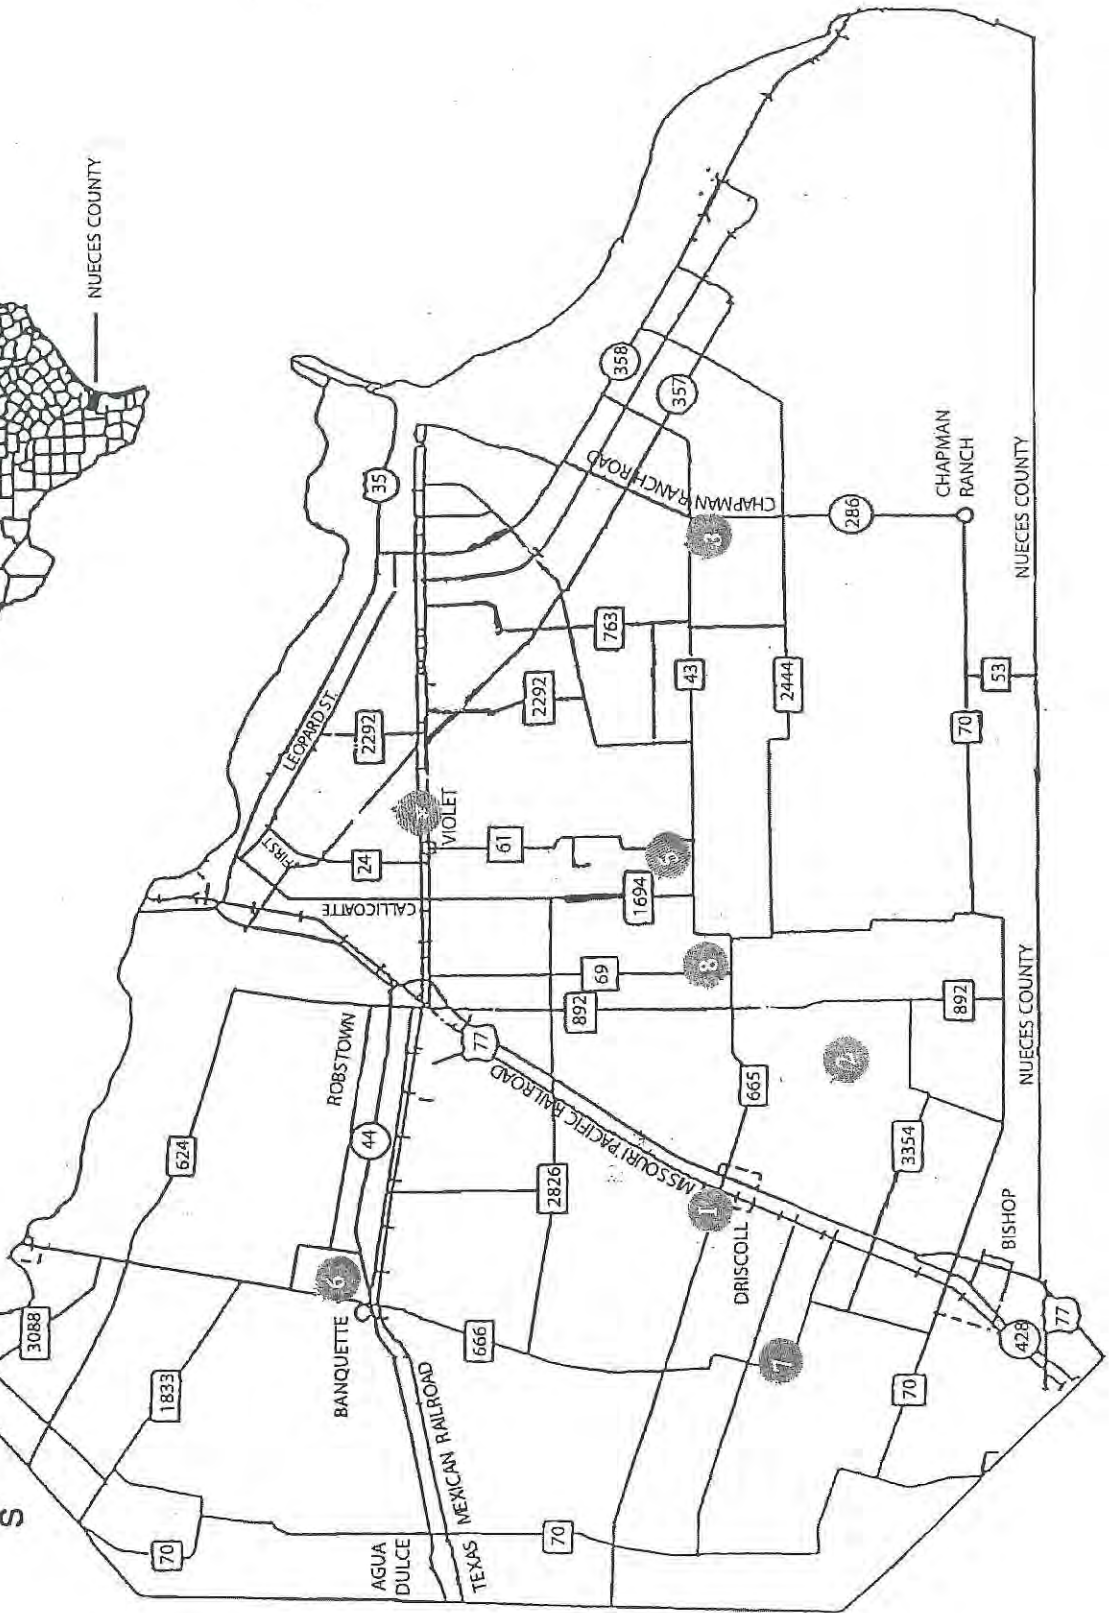 NUECES COUNTY
S
3088
1833
70
624
ROBSTOWN
44
6
BANQUETTE
AGUA
DULCE
TEXAS MEXICAN RAILROAD
666
70
2826
MISSOURI PACIFIC RAILROAD
77
1
DRISCOLL
665
7
70
3354
BISHOP
428
77
2
892
892
69
8
CALLICOATTE
FIRST
24
LEOPARD ST.
2292
35
4
VIOLET
61
5
1694
2292
763
43
2444
3
CHAPMAN RANCH ROAD
358
357
286
CHAPMAN
RANCH
70
53
NUECES COUNTY
NUECES COUNTY